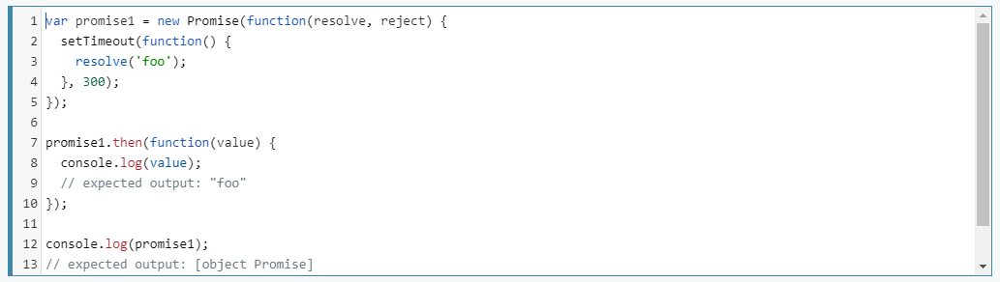 1 var promise1 = new Promise(function(resolve, reject) {
2   setTimeout(function() {
3     resolve('foo');
4   }, 300);
5 });
6
7 promise1.then(function(value) {
8   console.log(value);
9   // expected output: "foo"
10 });
11
12 console.log(promise1);
13 // expected output: [object Promise]